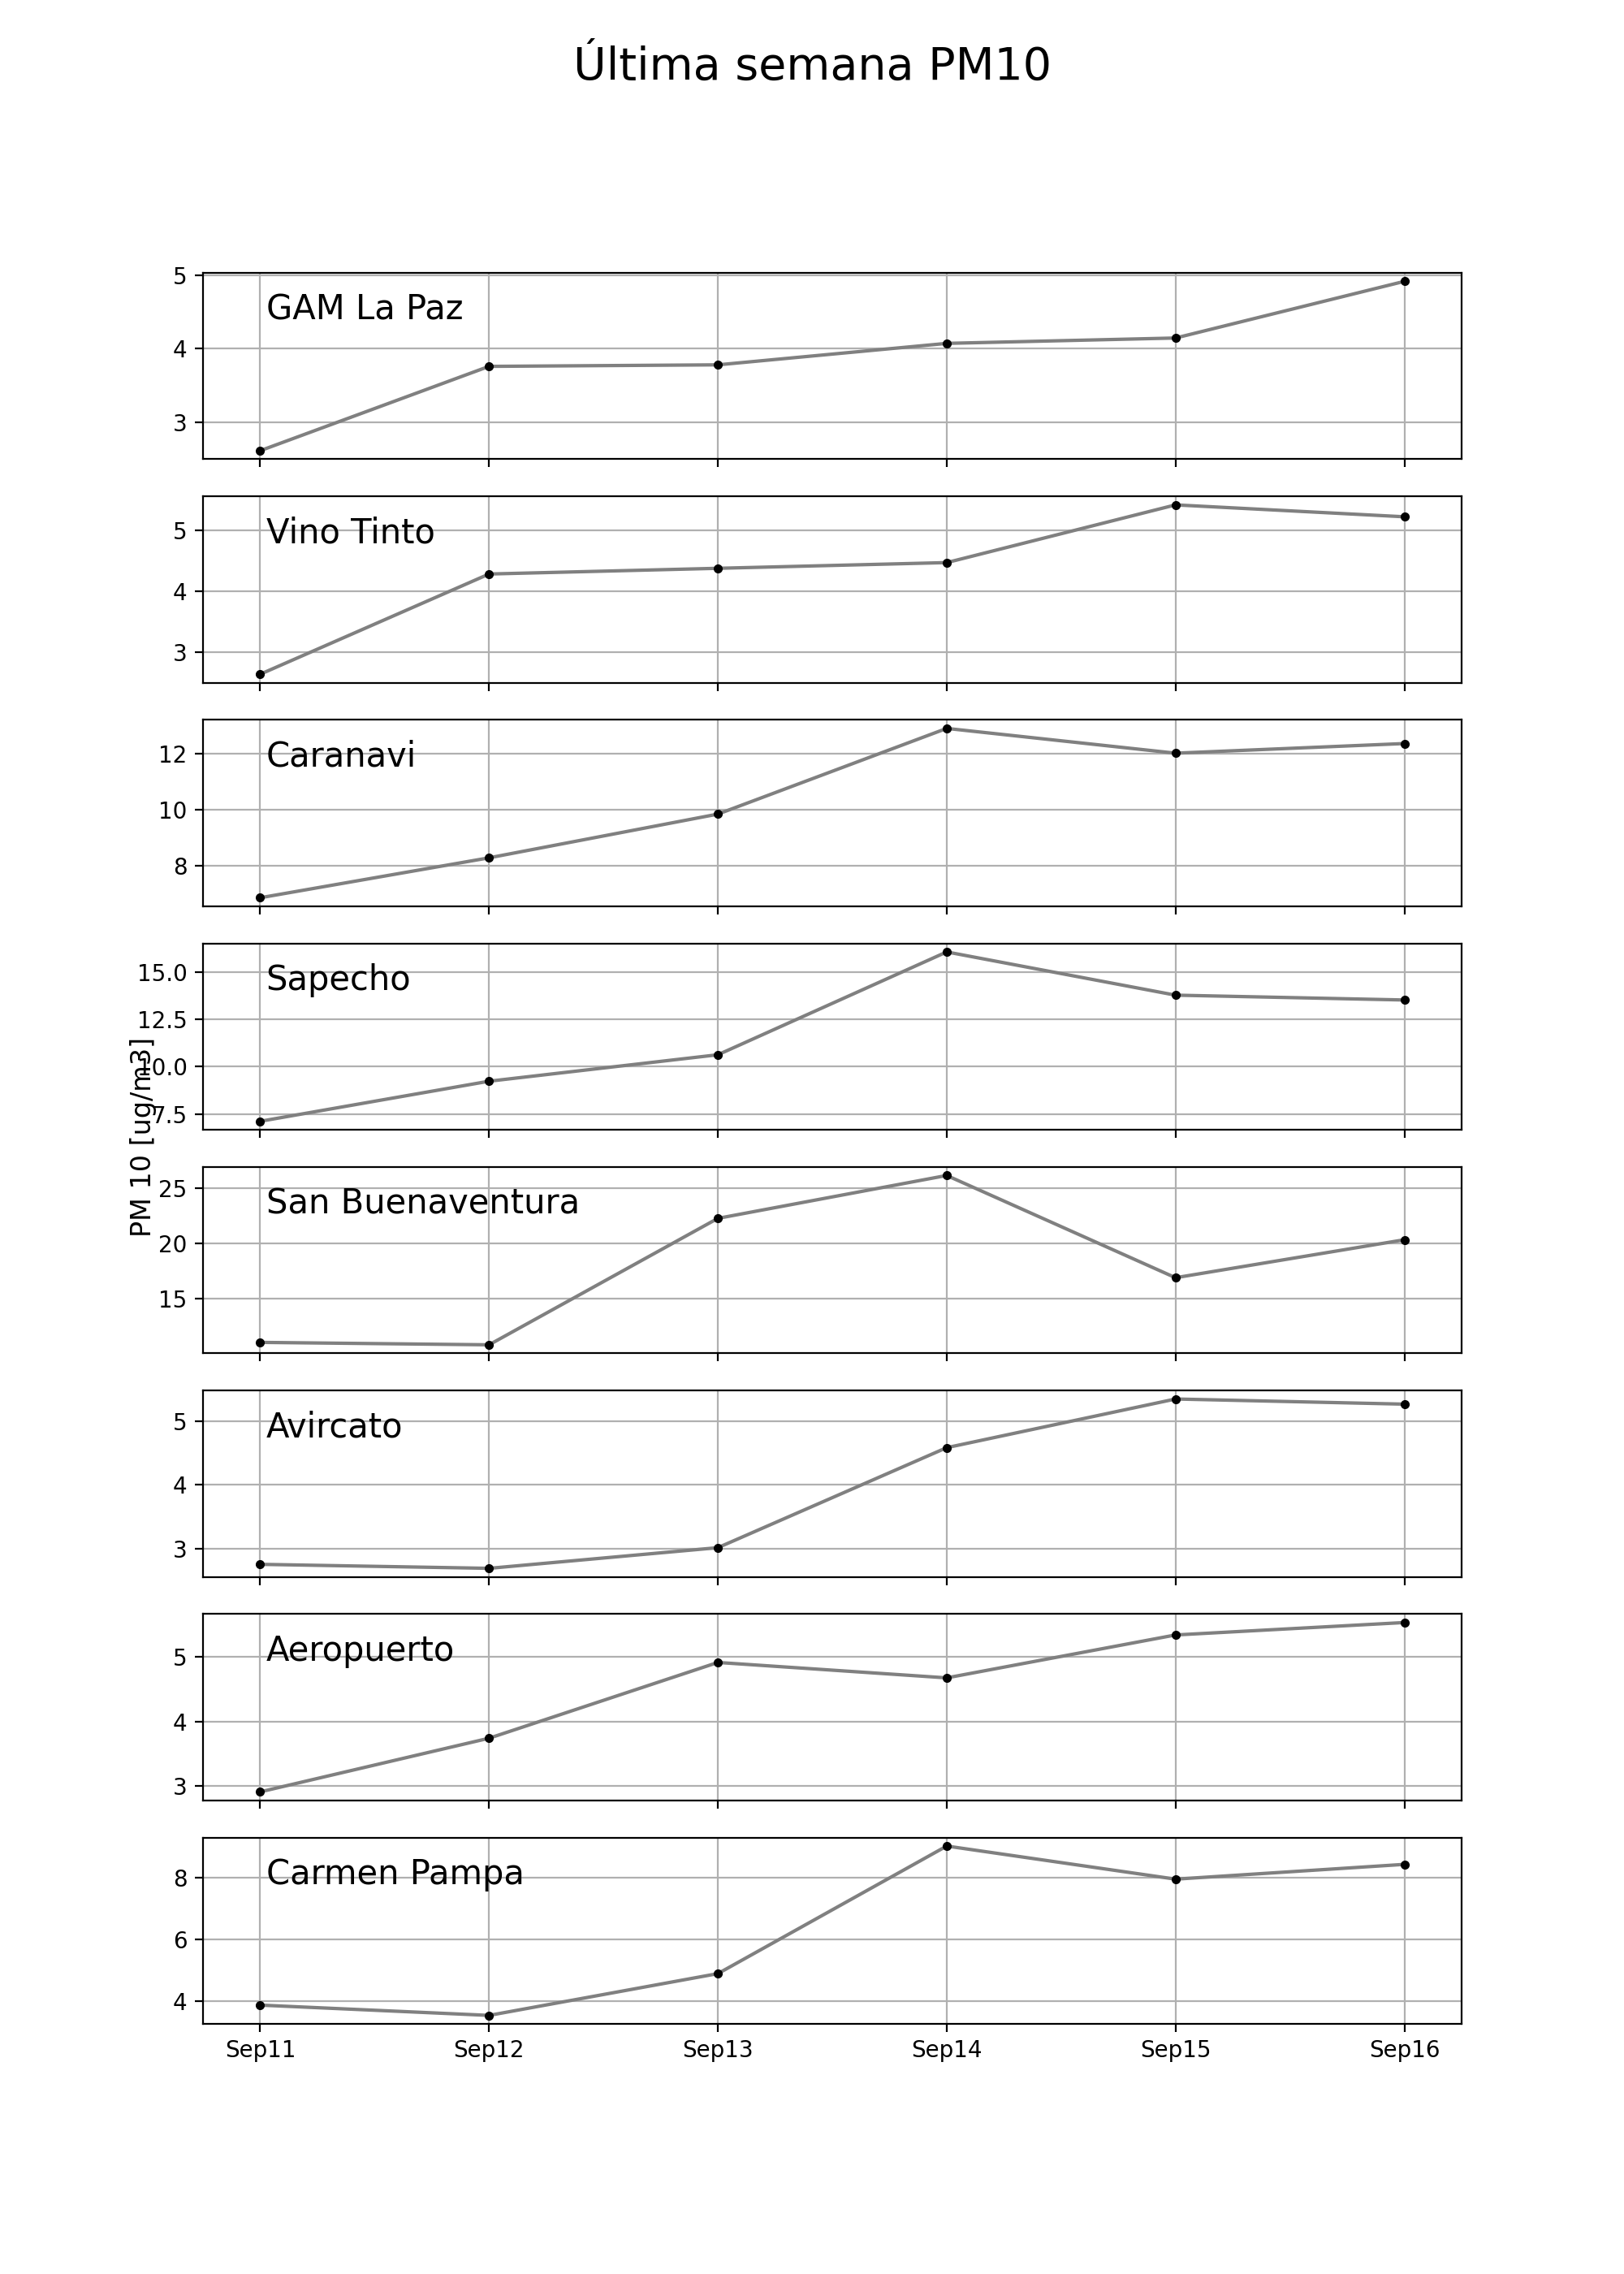 Última semana PM10
5
GAM La Paz
4
3
5
Vino Tinto
4
3
12
Caranavi
10
8
15.0
Sapecho
12.5
10.0
7.5
PM 10 [ug/m3]
25
San Buenaventura
20
15
5
Avircato
4
3
5
Aeropuerto
4
3
8
Carmen Pampa
6
4
Sep11 Sep12 Sep13 Sep14 Sep15 Sep16